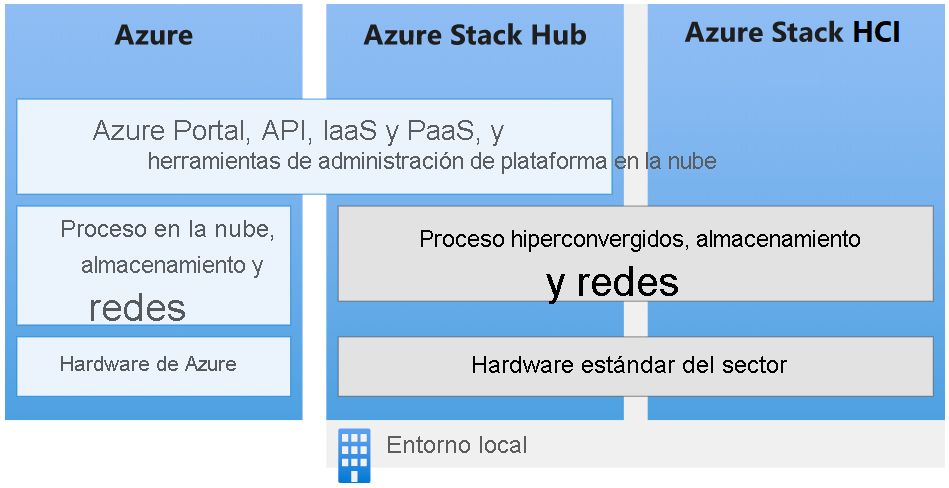 Azure
Azure Stack Hub
Azure Stack HCI
Azure Portal, API, IaaS y PaaS, y
herramientas de administración de plataforma en la nube
Proceso en la nube,
almacenamiento y
redes
Proceso hiperconvergidos, almacenamiento
y redes
Hardware de Azure
Hardware estándar del sector
Entorno local